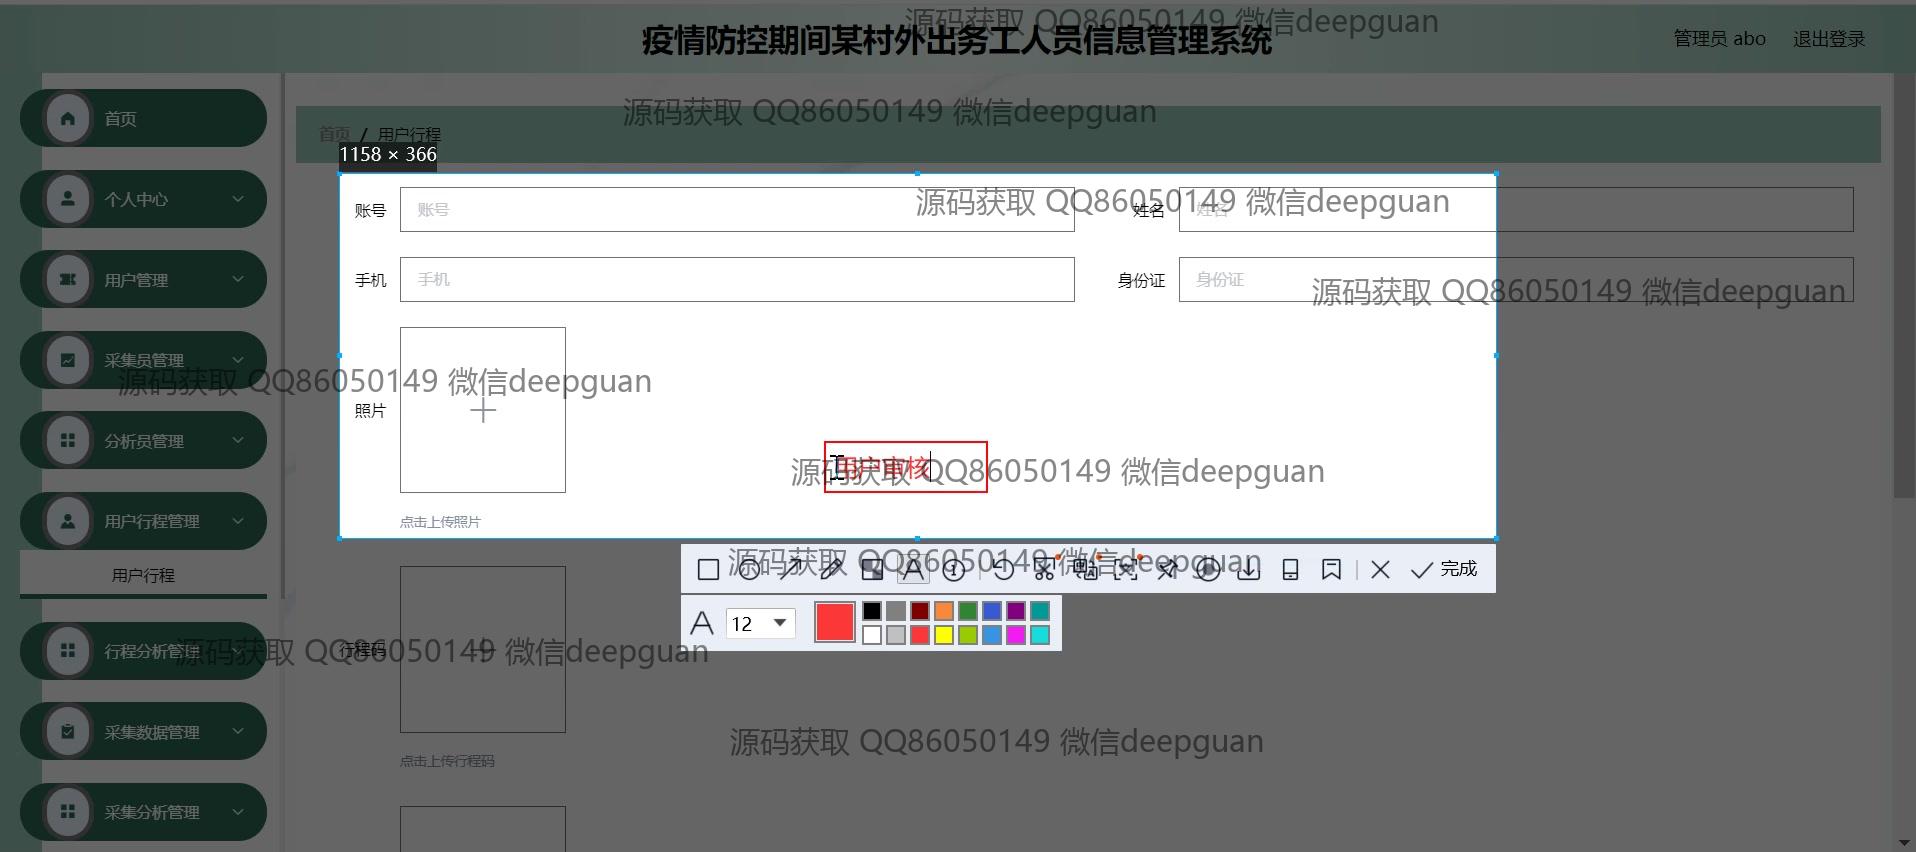 源码获取 QQ86050149 微信deepguan
疫情防控期间某村外出务工人员信息管理系统
管理员 abo
退出登录
首页
源码获取 QQ86050149 微信deepguan
首页 / 用户行程
1158 × 366
个人中心
账号
账号
源码获取 QQ86050149 微信deepguan
姓名
姓名
用户管理
手机
手机
身份证
身份证
源码获取 QQ86050149 微信deepguan
采集员管理
源码获取 QQ86050149 微信deepguan
照片
分析员管理
用户审核
源码获取 QQ86050149 微信deepguan
用户行程管理
点击上传照片
用户行程
源码获取 QQ86050149 微信deepguan
完成
12
行程分析管理
源码获取 QQ86050149 微信deepguan
行程码
采集数据管理
源码获取 QQ86050149 微信deepguan
点击上传行程码
采集分析管理